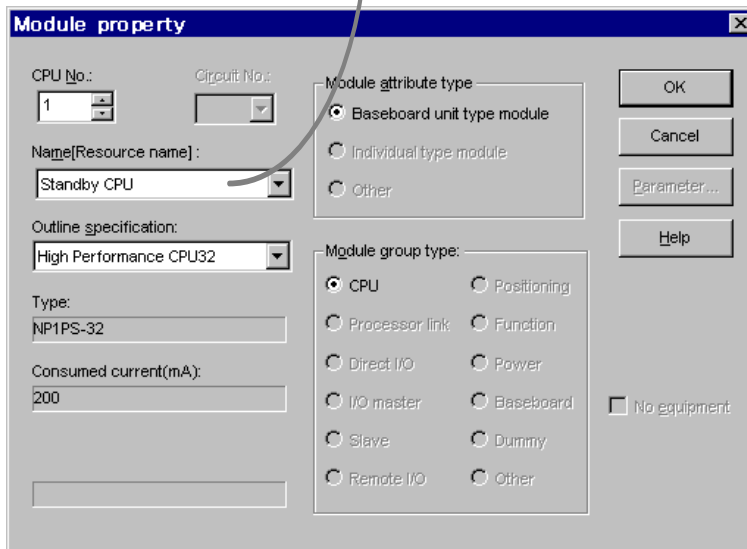 Module property
CPU No.:
Circuit No.:
1
Name[Resource name] :
Standby CPU
Outline specification:
High Performance CPU32
Type:
NP1PS-32
Consumed current(mA):
200
Module attribute type
Baseboard unit type module
Individual type module
Other
Module group type:
CPU
Positioning
Processor link
Function
Direct I/O
Power
I/O master
Baseboard
Slave
Dummy
Remote I/O
Other
OK
Cancel
Parameter...
Help
No equipment